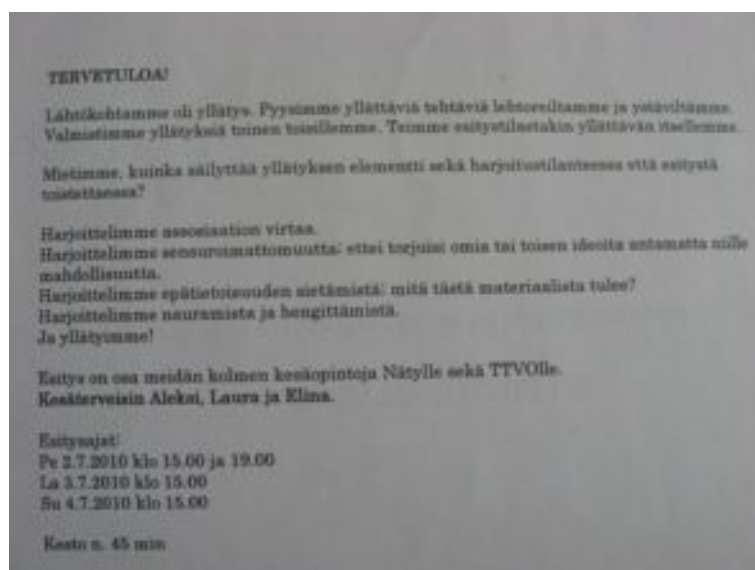 TERVETULOA!
Lähtökohtamme oli yllätys. Pyysimme yllättäviä tehtäviä lehtoreiltamme ja ystäviltämme.
Valmistimme yllätyksiä toinen toisillemme. Teimme esitystilastakin yllättävän itsellemme.
Mietimme, kuinka säilyttää yllätyksen elementti sekä harjoitustilanteessa että esitystä
toistettaessa?
Harjoittelimme assosiaation virtaa.
Harjoittelimme sensuroimattomuutta: ettei torjuisi omia tai toisen ideoita antamatta niille
mahdollisuutta.
Harjoittelimme epätietoisuuden sietämistä: mitä tästä materiaalista tulee?
Harjoittelimme nauramista ja hengittämistä.
Ja yllätyimme!
Esitys on osa meidän kolmen kesäopintoja Nätylle sekä TTVOlle.
Kesäterveisin Aleksi, Laura ja Elina.
Esitysajat:
Pe 2.7.2010 klo 15.00 ja 19.00
La 3.7.2010 klo 15.00
Su 4.7.2010 klo 15.00
Kesto n. 45 min